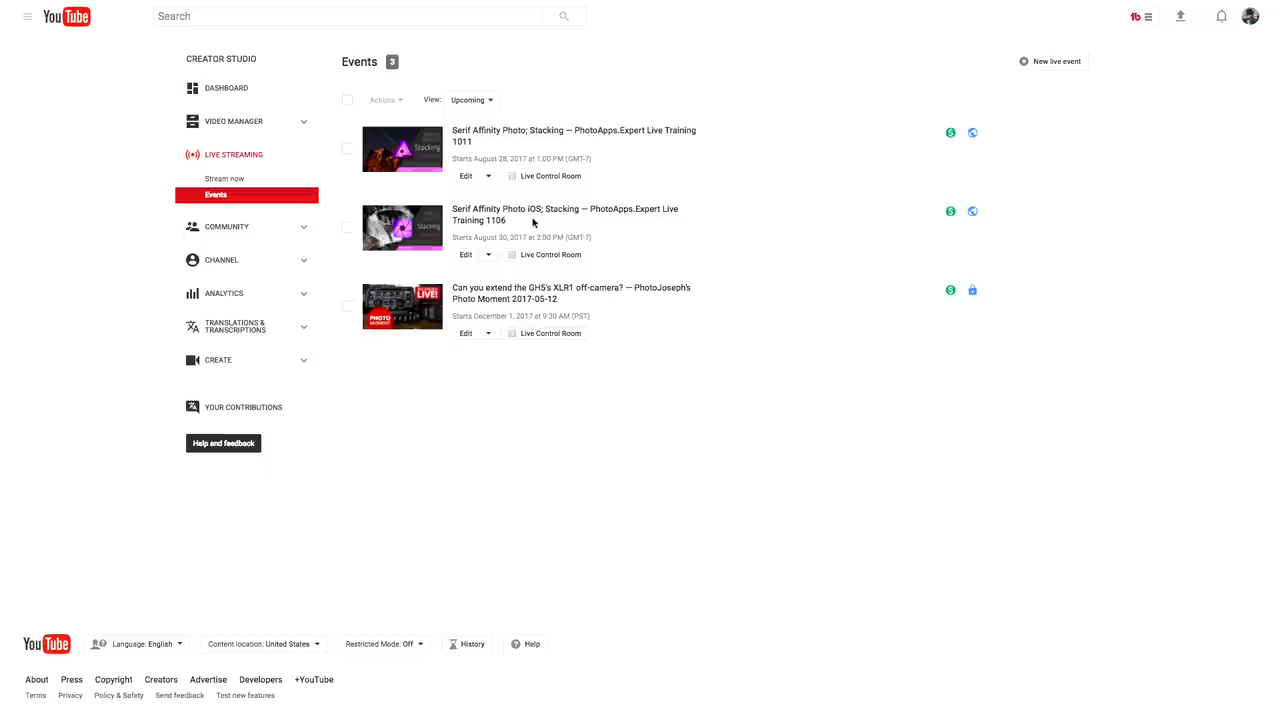 YouTube
Search
CREATOR STUDIO
DASHBOARD
VIDEO MANAGER
LIVE STREAMING
Stream now
Events
COMMUNITY
CHANNEL
ANALYTICS
TRANSLATIONS &
TRANSCRIPTIONS
CREATE
YOUR CONTRIBUTIONS
Help and feedback
Events 3
New live event
Actions
View: Upcoming
Stacking
Serif Affinity Photo; Stacking — PhotoApps.Expert Live Training
1011
Starts August 28, 2017 at 1:00 PM (GMT-7)
Edit
Live Control Room
Stacking
Serif Affinity Photo iOS; Stacking — PhotoApps.Expert Live
Training 1106
Starts August 30, 2017 at 2:00 PM (GMT-7)
Edit
Live Control Room
LIVE!
PHOTO
MOMENT
Can you extend the GH5's XLR1 off-camera? — PhotoJoseph's
Photo Moment 2017-05-12
Starts December 1, 2017 at 9:30 AM (PST)
Edit
Live Control Room
YouTube
Language: English
Content location: United States
Restricted Mode: Off
History
Help
About Press Copyright Creators Advertise Developers +YouTube
Terms Privacy Policy & Safety Send feedback Test new features